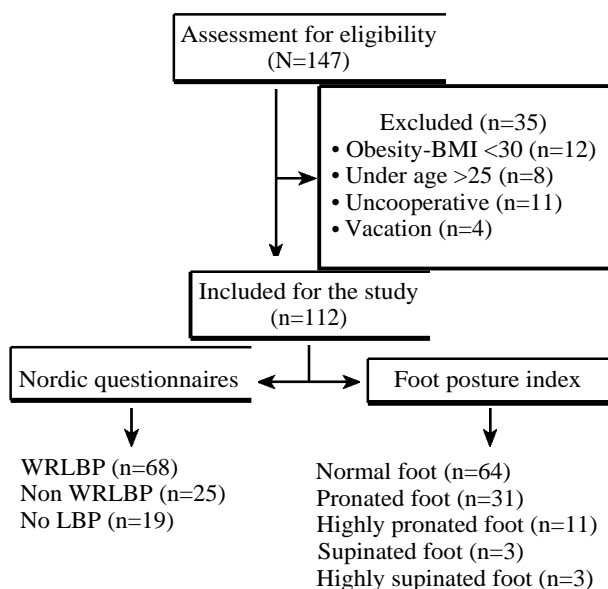 Assessment for eligibility
(N=147)
Excluded (n=35)
• Obesity-BMI <30 (n=12)
• Under age >25 (n=8)
• Uncooperative (n=11)
• Vacation (n=4)
Included for the study
(n=112)
Nordic questionnaires
Foot posture index
WRLBP (n=68)
Non WRLBP (n=25)
No LBP (n=19)
Normal foot (n=64)
Pronated foot (n=31)
Highly pronated foot (n=11)
Supinated foot (n=3)
Highly supinated foot (n=3)